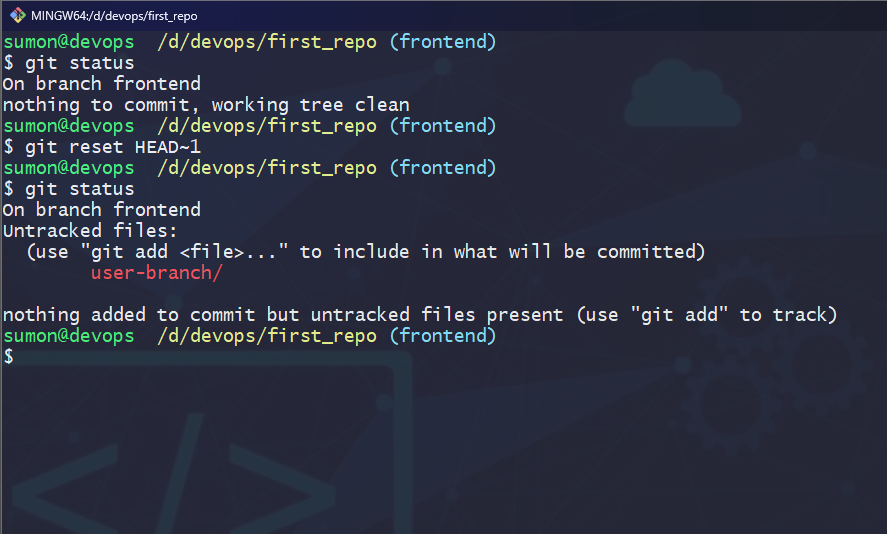 MINGW64:/d/devops/first_repo
sumon@devops  /d/devops/first_repo (frontend)
$ git status
On branch frontend
nothing to commit, working tree clean
sumon@devops  /d/devops/first_repo (frontend)
$ git reset HEAD~1
sumon@devops  /d/devops/first_repo (frontend)
$ git status
On branch frontend
Untracked files:
  (use "git add <file>..." to include in what will be committed)
        user-branch/

nothing added to commit but untracked files present (use "git add" to track)
sumon@devops  /d/devops/first_repo (frontend)
$